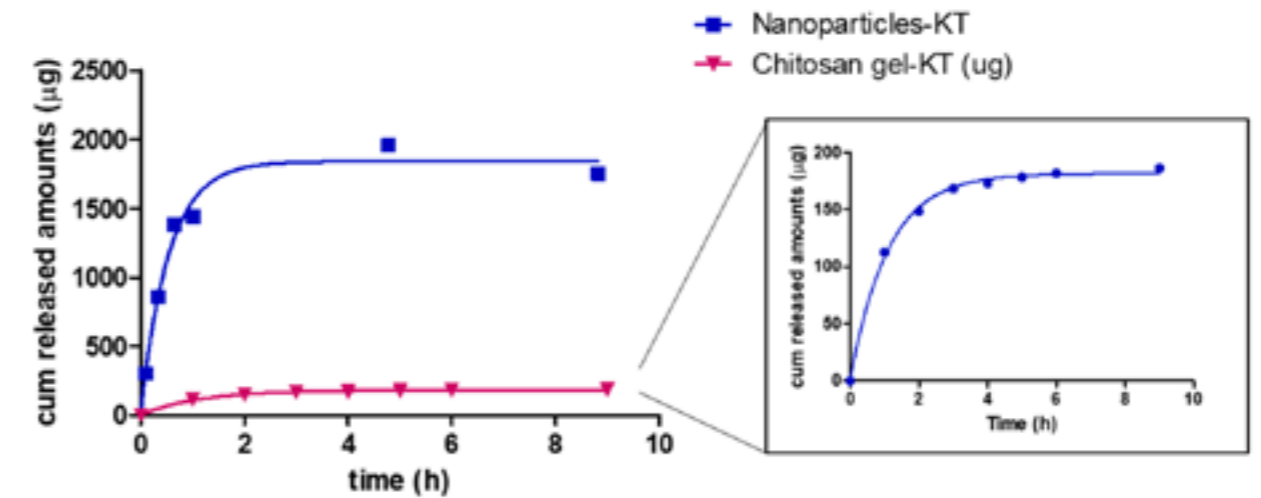 Nanoparticles-KT
Chitosan gel-KT (ug)
cum released amounts (µg)
2500
2000
1500
1000
500
0
0 2 4 6 8 10
time (h)
cum released amounts (µg)
200
150
100
50
0
0 2 4 6 8 10
Time (h)